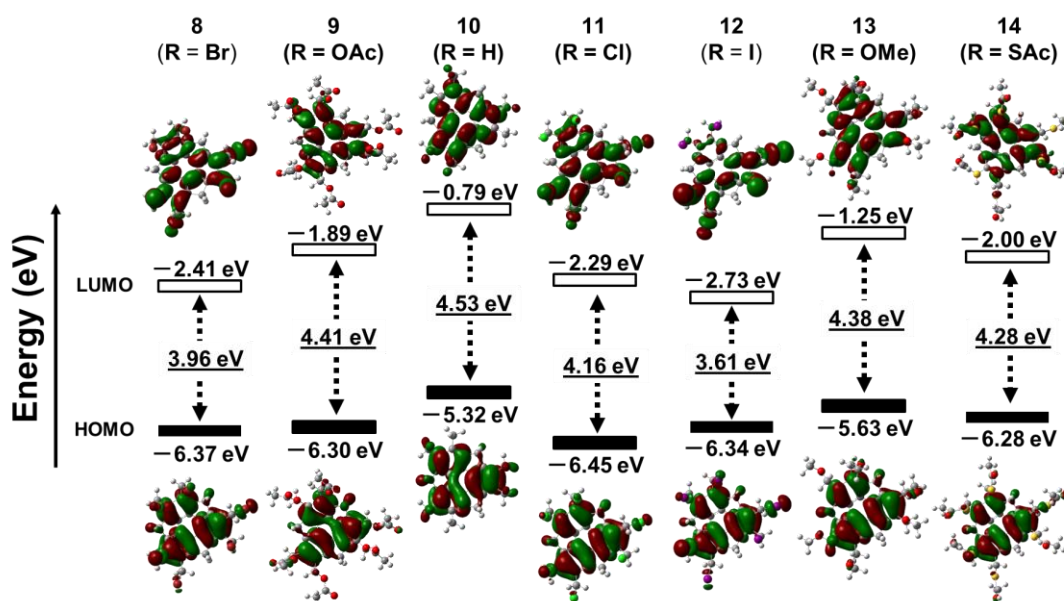 8
(R = Br)
9
(R = OAc)
10
(R = H)
11
(R = Cl)
12
(R = I)
13
(R = OMe)
14
(R = SAc)
Energy (eV)
LUMO
HOMO
−2.41 eV
3.96 eV
−6.37 eV
−1.89 eV
4.41 eV
−6.30 eV
−0.79 eV
4.53 eV
−5.32 eV
−2.29 eV
4.16 eV
−6.45 eV
−2.73 eV
3.61 eV
−6.34 eV
−1.25 eV
4.38 eV
−5.63 eV
−2.00 eV
4.28 eV
−6.28 eV